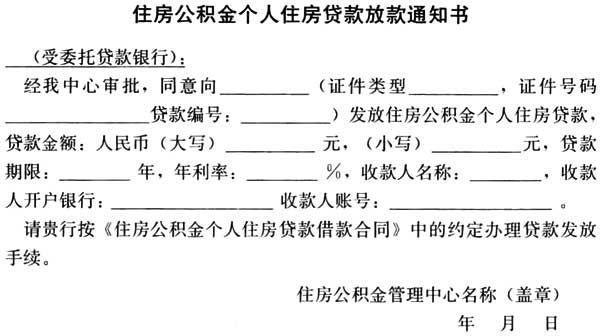 住房公积金个人住房贷款放款通知书
（受委托贷款银行）：
经我中心审批，同意向__________（证件类型__________，证件号码
________________贷款编号：__________）发放住房公积金个人住房贷款，
贷款金额：人民币（大写）__________ 元，（小写）__________元，贷款
期限：________ 年，年利率：________ %，收款人名称：________，收款
人开户银行：__________________ 收款人账号：__________________ 。
请贵行按《住房公积金个人住房贷款借款合同》中的约定办理贷款发放
手续。
住房公积金管理中心名称（盖章）
年 月 日